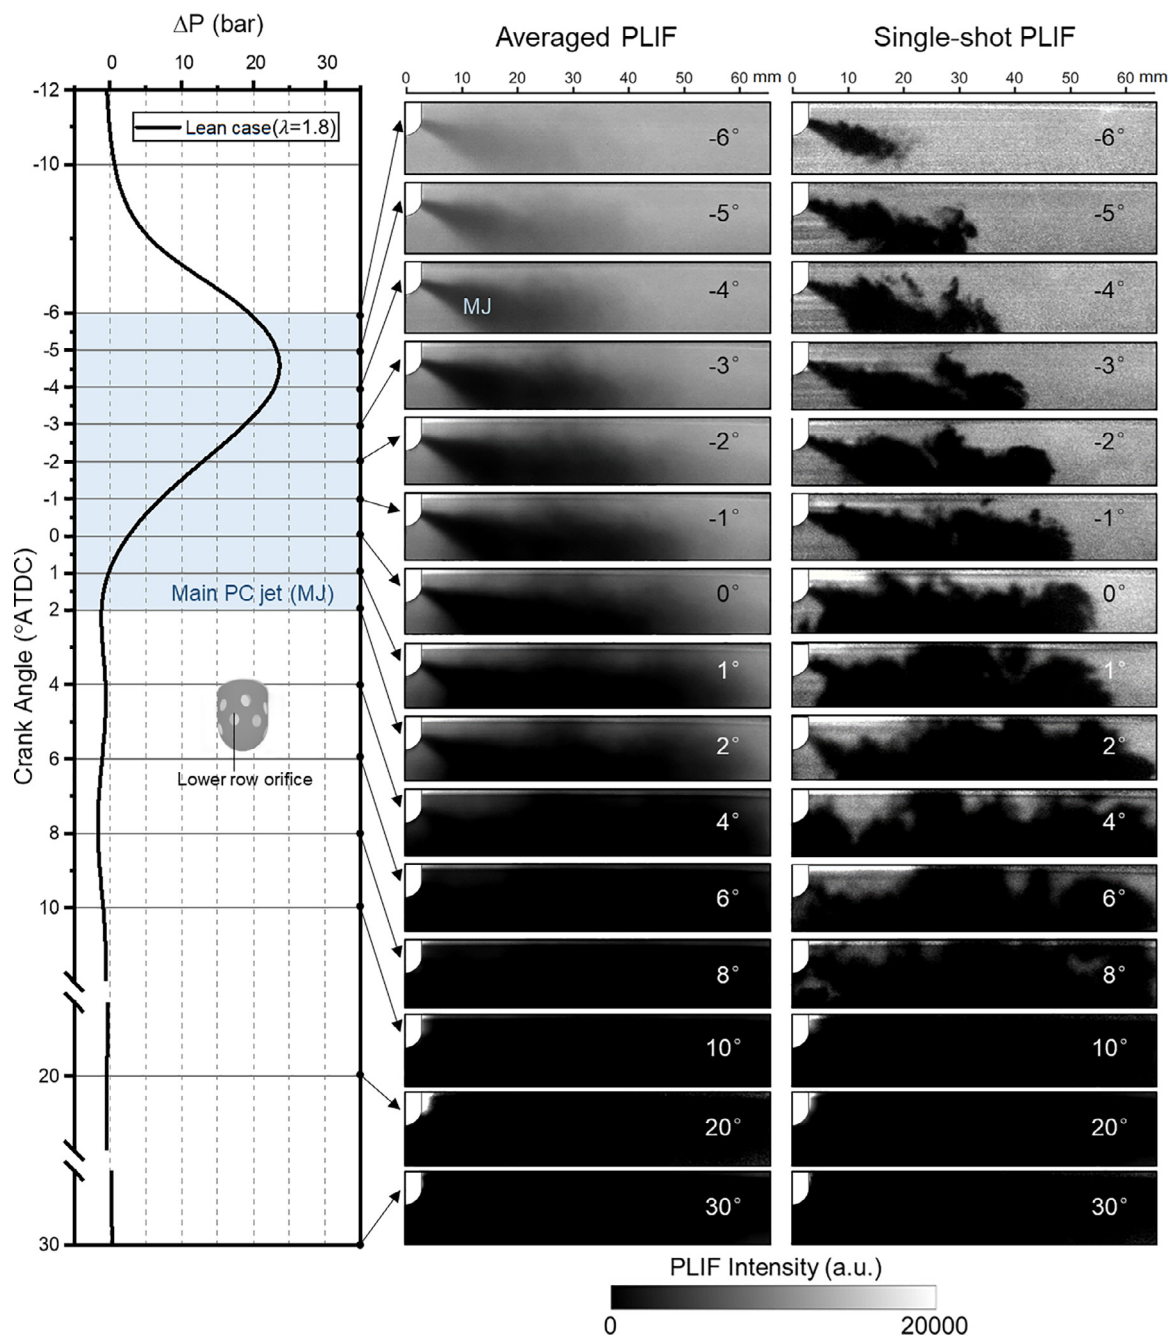 ΔP (bar)
0 10 20 30
Averaged PLIF
Single-shot PLIF
0 10 20 30 40 50 60 mm
0 10 20 30 40 50 60 mm
Crank Angle (°ATDC)
-12
-10
-6
-5
-4
-3
-2
-1
0
1
2
4
6
8
10
20
30
Lean case(λ=1.8)
Main PC jet (MJ)
Lower row orifice
-6° -6°
-5° -5°
MJ
-4° -4°
-3° -3°
-2° -2°
-1° -1°
0° 0°
1° 1°
2° 2°
4° 4°
6° 6°
8° 8°
10° 10°
20° 20°
30° 30°
PLIF Intensity (a.u.)
0 20000